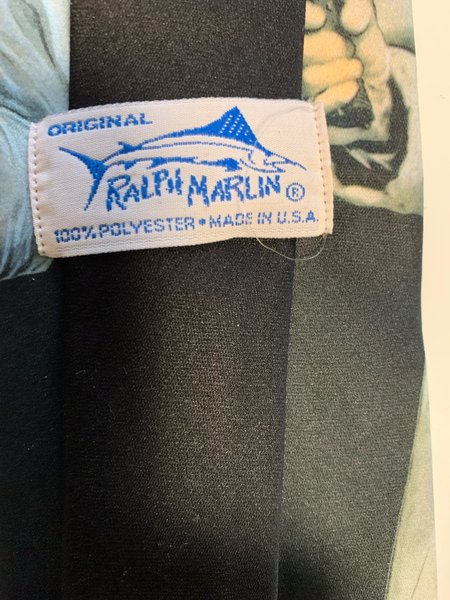 ORIGINAL
RALPH MARLIN ®
100% POLYESTER • MADE IN U.S.A.